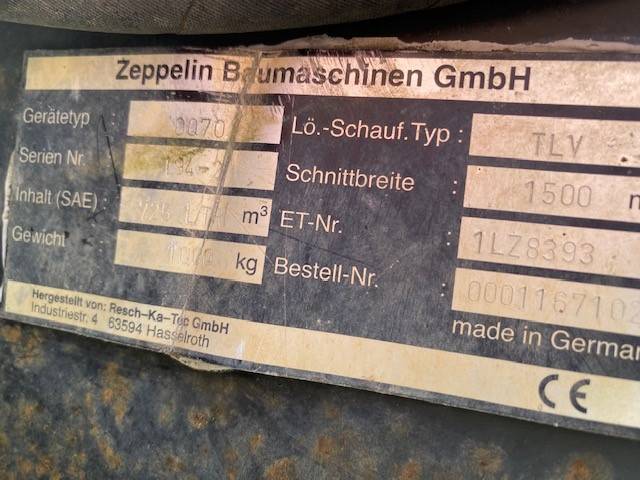 Zeppelin Baumaschinen GmbH
Gerätetyp 0070 Lö.-Schauf.Typ : TLV
Serien Nr. Schnittbreite : 1500
Inhalt (SAE) : m³ ET-Nr. : 1LZ8393
Gewicht kg Bestell-Nr. :
made in Germa
Hergestellt von: Resch-Ka-Tec GmbH
Industriestr. 4 63594 Hasselroth
CE